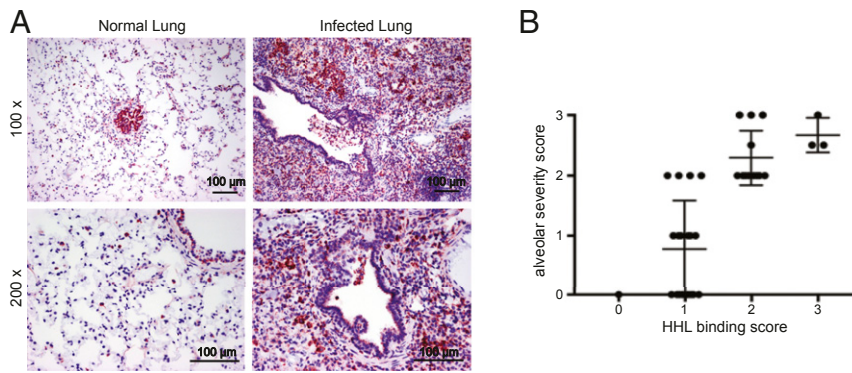 A
Normal Lung
Infected Lung
100 x
100 µm
100 µm
200 x
100 µm
100 µm
B
alveolar severity score
3
2
1
0
0 1 2 3
HHL binding score